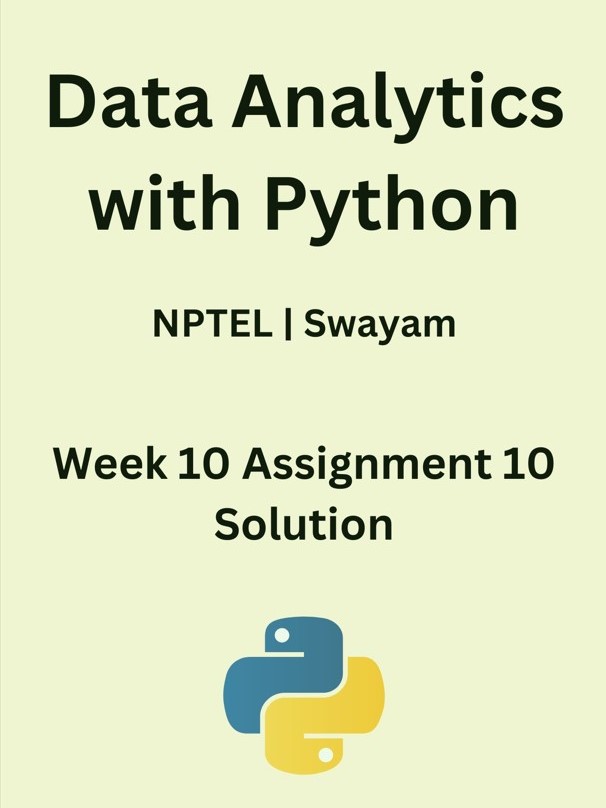 Data Analytics
with Python
NPTEL | Swayam
Week 10 Assignment 10
Solution